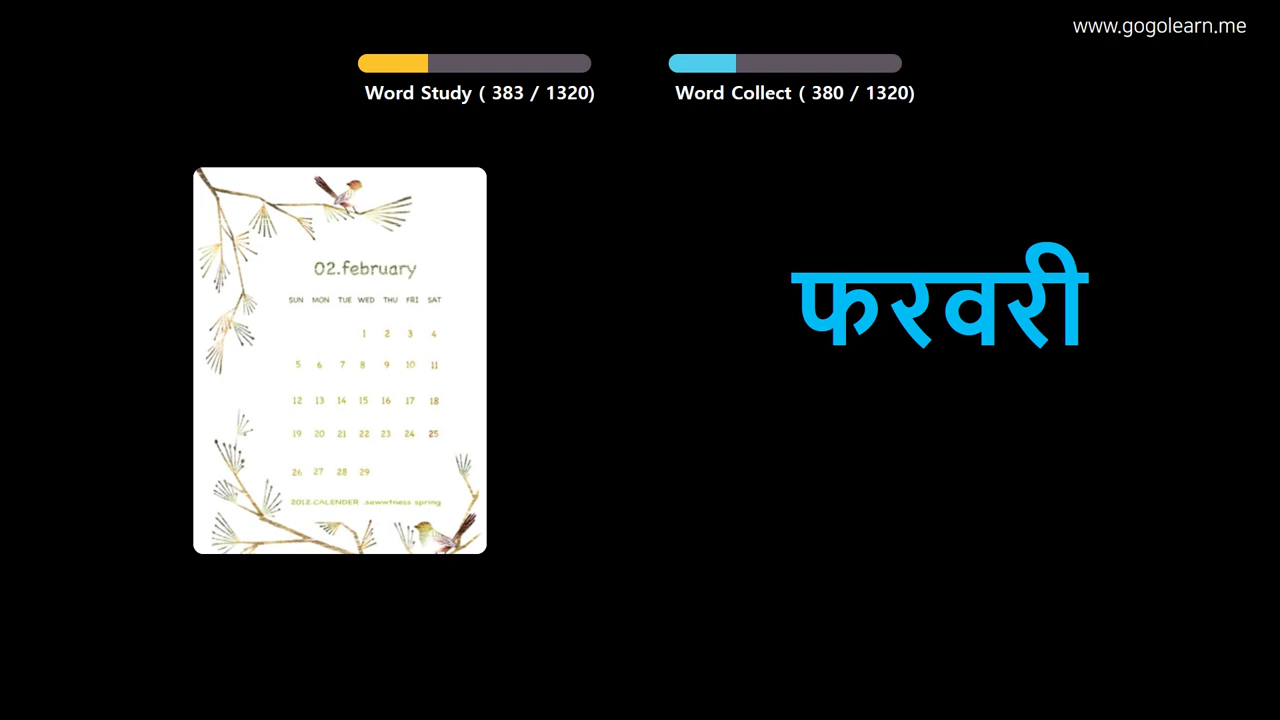 www.gogolearn.me
Word Study ( 383 / 1320)
Word Collect ( 380 / 1320)
02.february
SUN MON TUE WED THU FRI SAT
1 2 3 4
5 6 7 8 9 10 11
12 13 14 15 16 17 18
19 20 21 22 23 24 25
26 27 28 29
2012.CALENDER .sewwtness spring
फरवरी